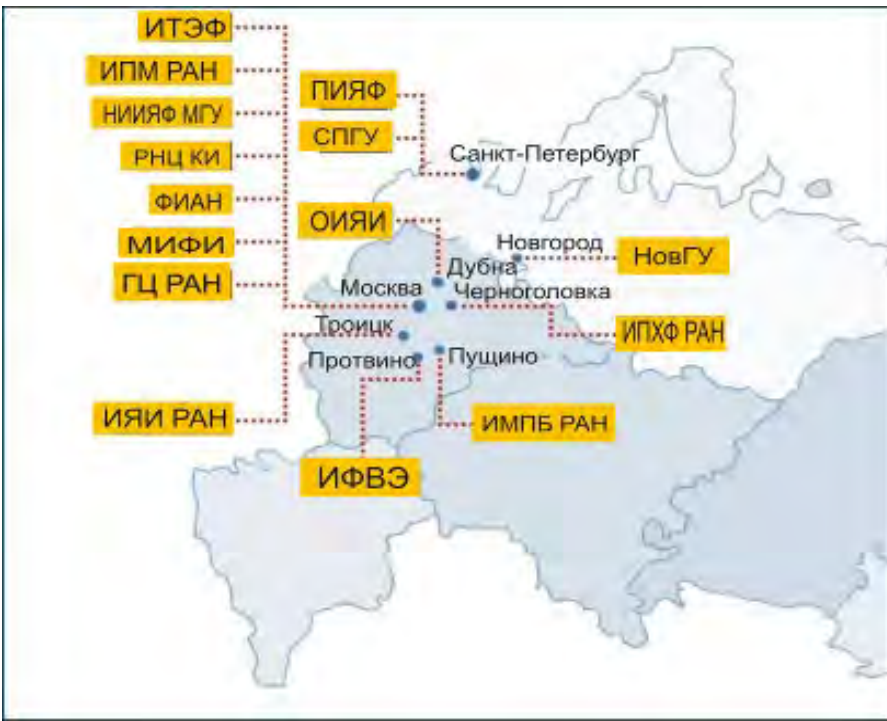 ИТЭФ
ИПМ РАН
НИИЯФ МГУ
РНЦ КИ
ФИАН
МИФИ
ГЦ РАН
ПИЯФ
СПГУ
Санкт-Петербург
ОИЯИ
Новгород
НовГУ
Дубна
Москва
Черноголовка
Троицк
ИПХФ РАН
Протвино
Пущино
ИЯИ РАН
ИМПБ РАН
ИФВЭ